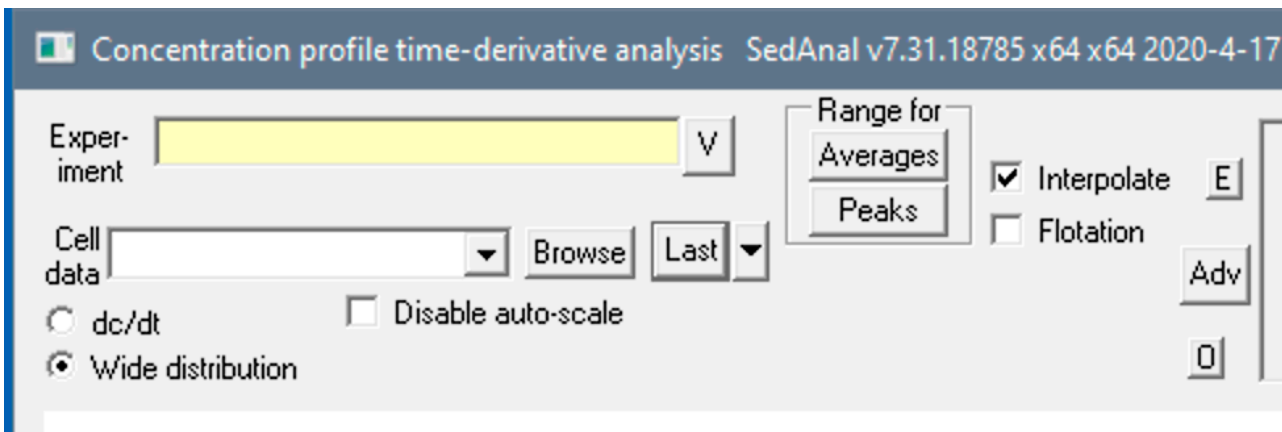 Concentration profile time-derivative analysis SedAnal v7.31.18785 x64 x64 2020-4-17
Exper-
iment
V
Range for
Averages
Peaks
Interpolate
E
Flotation
Cell
data
Browse
Last
Adv
dc/dt
Disable auto-scale
Wide distribution
O